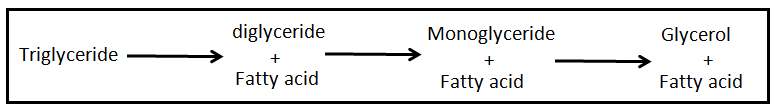 Triglyceride
diglyceride
+
Fatty acid
Monoglyceride
+
Fatty acid
Glycerol
+
Fatty acid